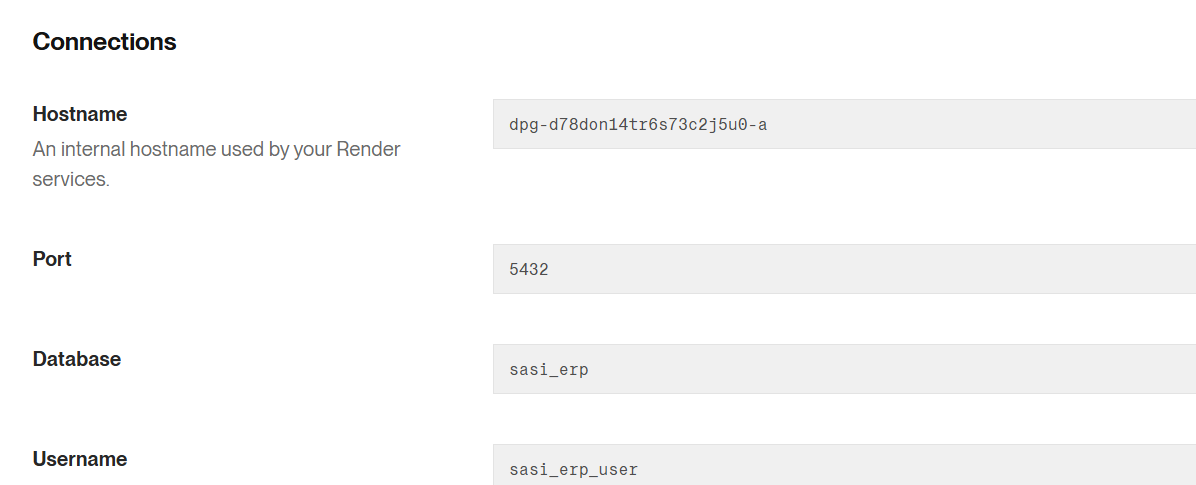 Connections
Hostname
dpg-d78don14tr6s73c2j5u0-a
An internal hostname used by your Render
services.
Port
5432
Database
sasi_erp
Username
sasi_erp_user